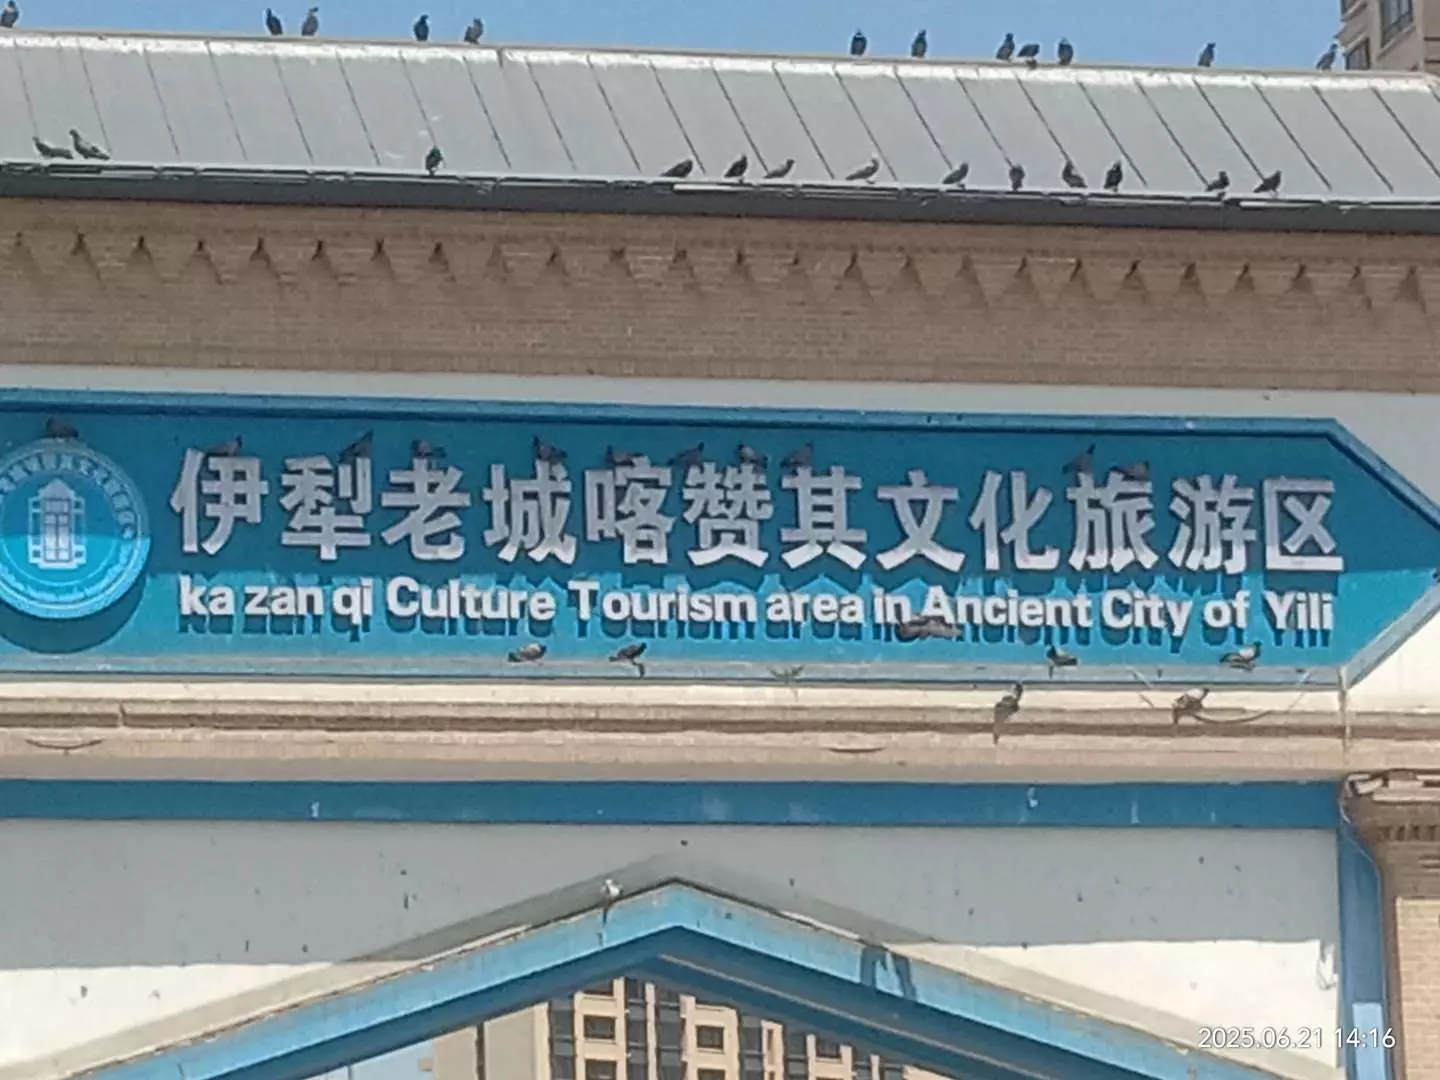 伊犁老城喀赞其文化旅游区
ka zan qi Culture Tourism area in Ancient City of Yili
2025.06.21 14:16